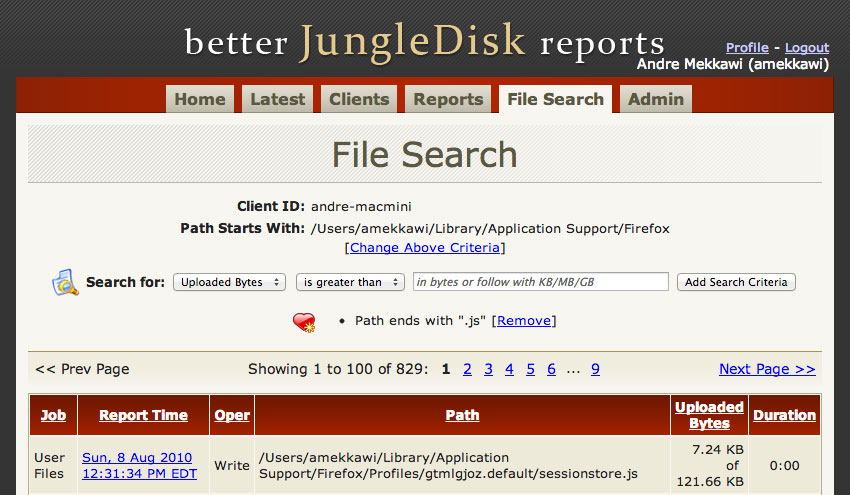 better JungleDisk reports
Profile - Logout
Andre Mekkawi (amekkawi)
Home Latest Clients Reports File Search Admin
File Search
Client ID: andre-macmini
Path Starts With: /Users/amekkawi/Library/Application Support/Firefox
[Change Above Criteria]
Search for: Uploaded Bytes is greater than in bytes or follow with KB/MB/GB Add Search Criteria
• Path ends with ".js" [Remove]
<< Prev Page Showing 1 to 100 of 829: 1 2 3 4 5 6 ... 9 Next Page >>
Job Report Time Oper Path Uploaded Bytes Duration
User Files Sun, 8 Aug 2010 12:31:34 PM EDT Write /Users/amekkawi/Library/Application Support/Firefox/Profiles/gtmlgjoz.default/sessionstore.js 7.24 KB of 121.66 KB 0:00